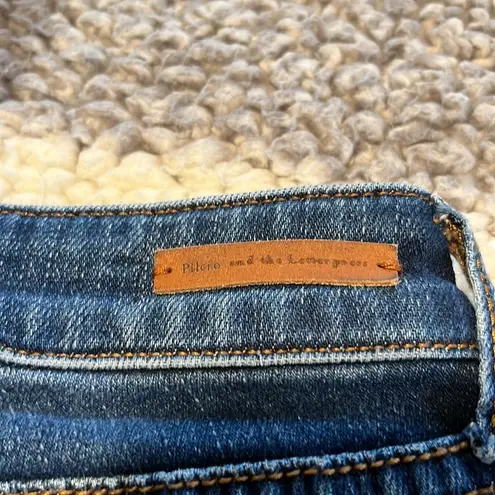 Pilcro and the Letterpress